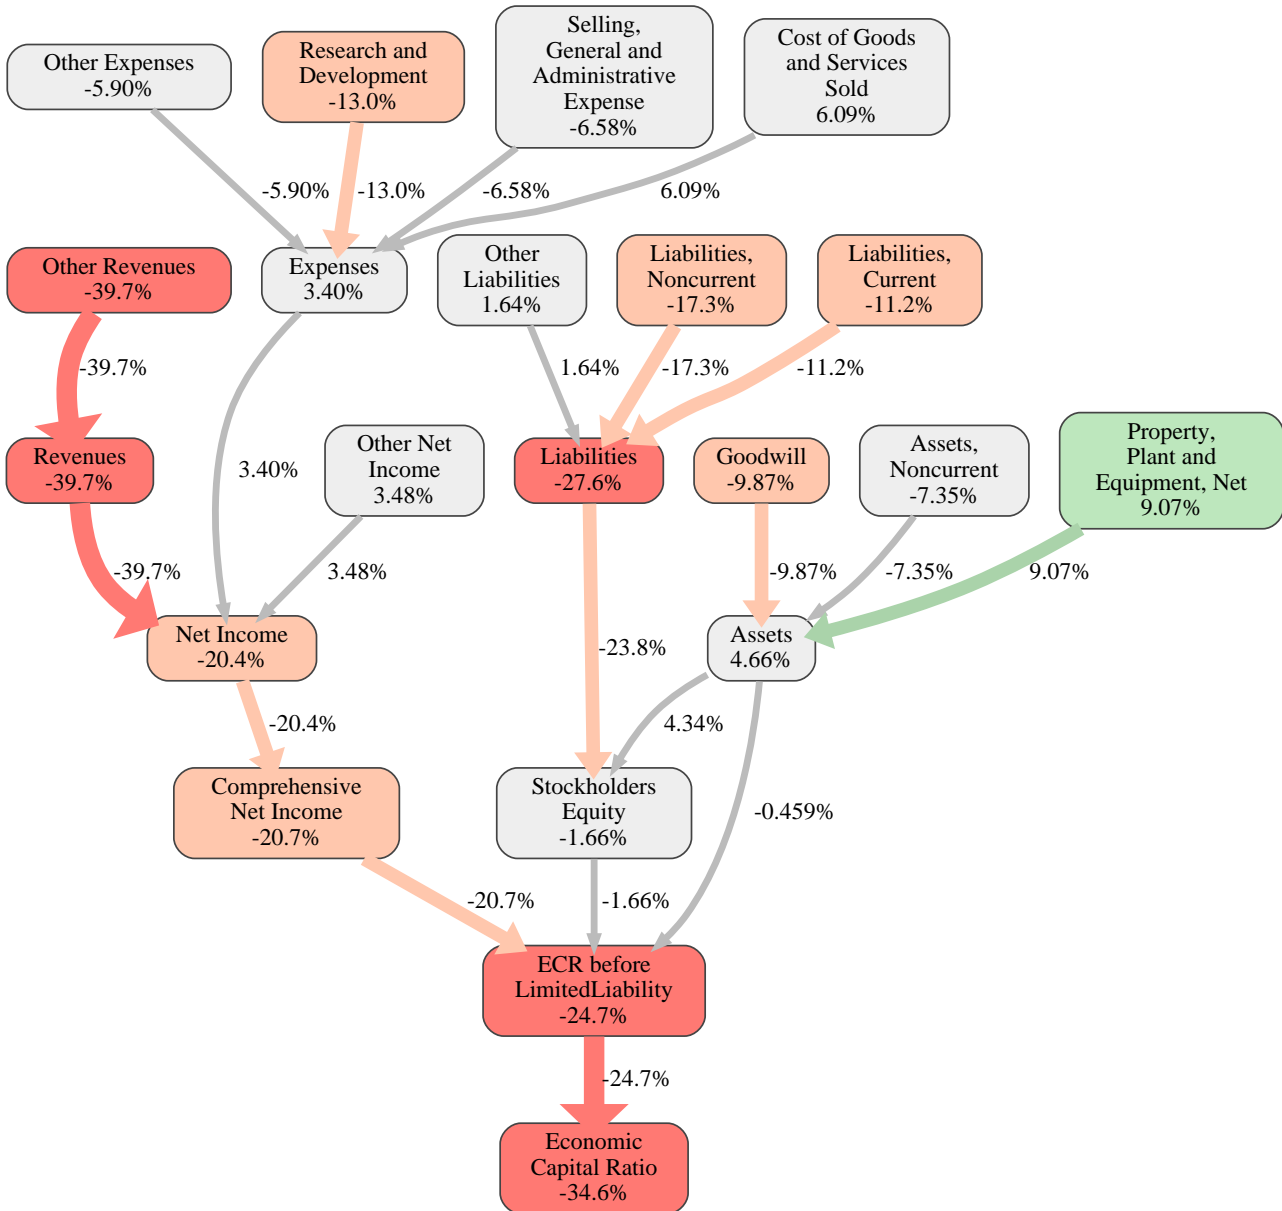 Other Expenses
-5.90%
Research and
Development
-13.0%
Selling,
General and
Administrative
Expense
-6.58%
Cost of Goods
and Services
Sold
6.09%
-5.90%
-13.0%
-6.58%
6.09%
Other Revenues
-39.7%
Expenses
3.40%
Other
Liabilities
1.64%
Liabilities,
Noncurrent
-17.3%
Liabilities,
Current
-11.2%
-39.7%
1.64%
-17.3%
-11.2%
Revenues
-39.7%
3.40%
Other Net
Income
3.48%
Liabilities
-27.6%
Goodwill
-9.87%
Assets,
Noncurrent
-7.35%
Property,
Plant and
Equipment, Net
9.07%
-39.7%
3.48%
-9.87%
-7.35%
9.07%
Net Income
-20.4%
-23.8%
Assets
4.66%
-20.4%
4.34%
Comprehensive
Net Income
-20.7%
Stockholders
Equity
-1.66%
-0.459%
-20.7%
-1.66%
ECR before
LimitedLiability
-24.7%
-24.7%
Economic
Capital Ratio
-34.6%